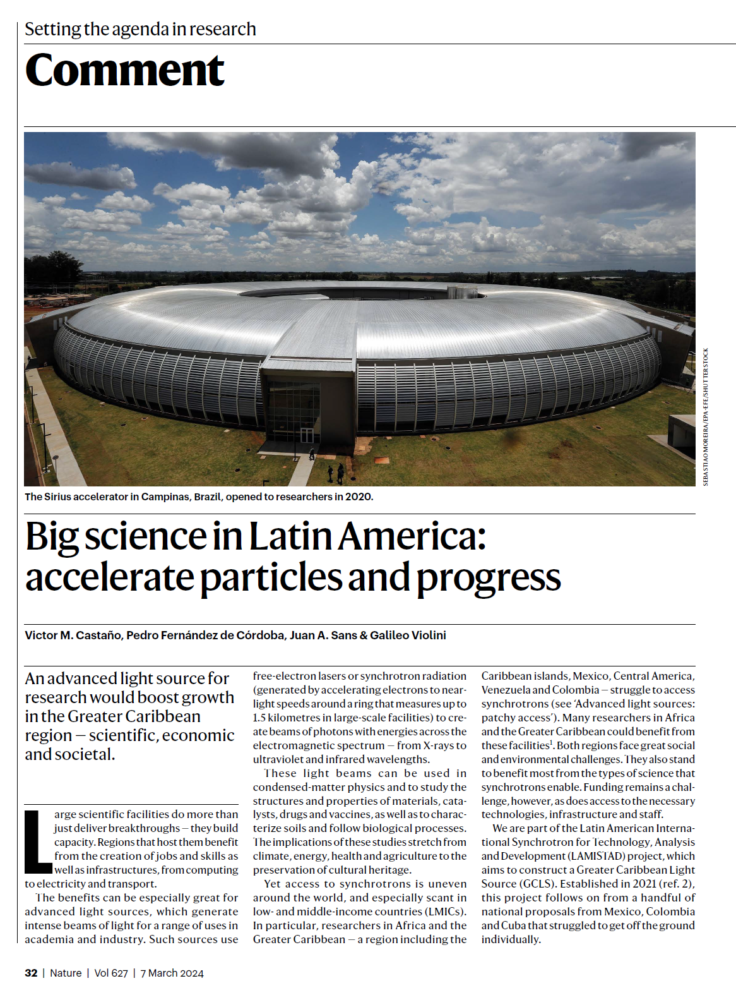 Setting the agenda in research
Comment
SEBASTIAO MOREIRA/EPA-EFE/SHUTTERSTOCK
The Sirius accelerator in Campinas, Brazil, opened to researchers in 2020.
Big science in Latin America:
accelerate particles and progress
Victor M. Castaño, Pedro Fernández de Córdoba, Juan A. Sans & Galileo Violini
An advanced light source for
research would boost growth
in the Greater Caribbean
region — scientific, economic
and societal.
Large scientific facilities do more than
just deliver breakthroughs — they build
capacity. Regions that host them benefit
from the creation of jobs and skills as
well as infrastructures, from computing
to electricity and transport.
The benefits can be especially great for
advanced light sources, which generate
intense beams of light for a range of uses in
academia and industry. Such sources use
free-electron lasers or synchrotron radiation
(generated by accelerating electrons to near-
light speeds around a ring that measures up to
1.5 kilometres in large-scale facilities) to cre-
ate beams of photons with energies across the
electromagnetic spectrum — from X-rays to
ultraviolet and infrared wavelengths.
These light beams can be used in
condensed-matter physics and to study the
structures and properties of materials, cata-
lysts, drugs and vaccines, as well as to charac-
terize soils and follow biological processes.
The implications of these studies stretch from
climate, energy, health and agriculture to the
preservation of cultural heritage.
Yet access to synchrotrons is uneven
around the world, and especially scant in
low- and middle-income countries (LMICs).
In particular, researchers in Africa and the
Greater Caribbean — a region including the
Caribbean islands, Mexico, Central America,
Venezuela and Colombia — struggle to access
synchrotrons (see ‘Advanced light sources:
patchy access’). Many researchers in Africa
and the Greater Caribbean could benefit from
these facilities¹. Both regions face great social
and environmental challenges. They also stand
to benefit most from the types of science that
synchrotrons enable. Funding remains a chal-
lenge, however, as does access to the necessary
technologies, infrastructure and staff.
We are part of the Latin American Interna-
tional Synchrotron for Technology, Analysis
and Development (LAMISTAD) project, which
aims to construct a Greater Caribbean Light
Source (GCLS). Established in 2021 (ref. 2),
this project follows on from a handful of
national proposals from Mexico, Colombia
and Cuba that struggled to get off the ground
individually.
32 | Nature | Vol 627 | 7 March 2024